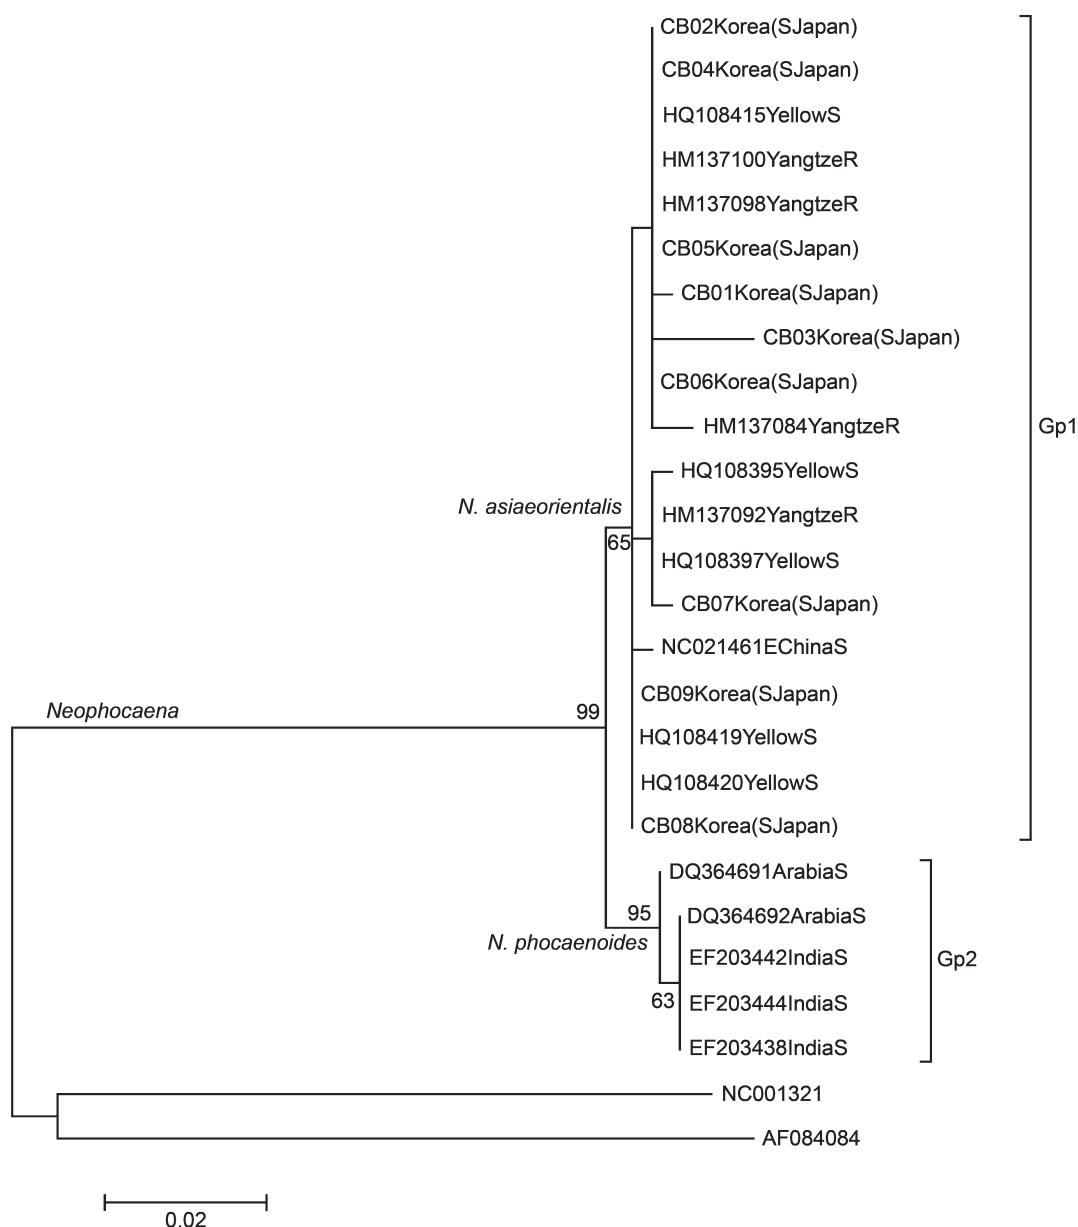 CB02Korea(SJapan)
CB04Korea(SJapan)
HQ108415YellowS
HM137100YangtzeR
HM137098YangtzeR
CB05Korea(SJapan)
CB01Korea(SJapan)
CB03Korea(SJapan)
CB06Korea(SJapan)
HM137084YangtzeR
Gp1
HQ108395YellowS
N. asiaeorientalis
HM137092YangtzeR
65
HQ108397YellowS
CB07Korea(SJapan)
NC021461EChinaS
CB09Korea(SJapan)
Neophocaena
99
HQ108419YellowS
HQ108420YellowS
CB08Korea(SJapan)
DQ364691ArabiaS
95
DQ364692ArabiaS
N. phocaenoides
EF203442IndiaS
Gp2
63
EF203444IndiaS
EF203438IndiaS
NC001321
AF084084
0.02